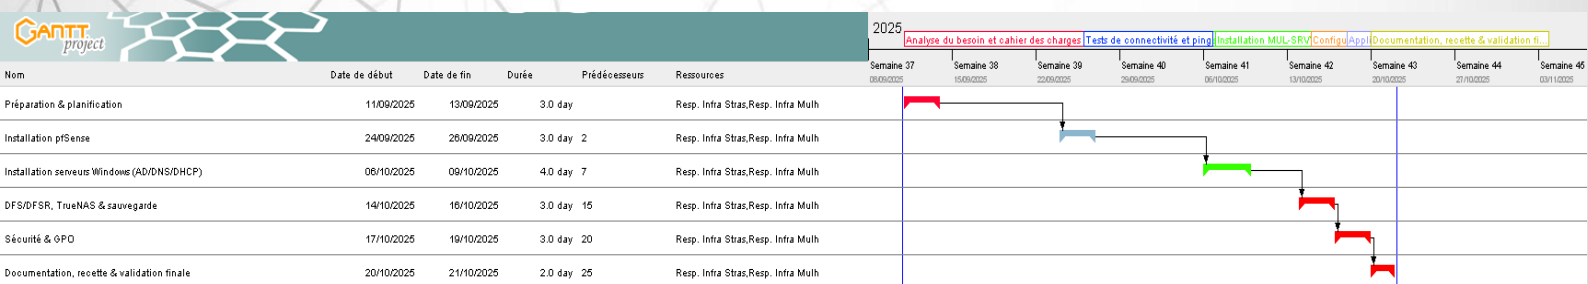 GANTT
project
2025
Analyse du besoin et cahier des charges Tests de connectivité et ping Installation MUL-SRV Configu Appli Documentation, recette & validation fi...
Semaine 37 Semaine 38 Semaine 39 Semaine 40 Semaine 41 Semaine 42 Semaine 43 Semaine 44 Semaine 45
08/09/2025 15/09/2025 22/09/2025 29/09/2025 06/10/2025 13/10/2025 20/10/2025 27/10/2025 03/11/2025
Nom Date de début Date de fin Durée Prédécesseurs Ressources
Préparation & planification 11/09/2025 13/09/2025 3.0 day Resp. Infra Stras,Resp. Infra Mulh
Installation pfSense 24/09/2025 26/09/2025 3.0 day 2 Resp. Infra Stras,Resp. Infra Mulh
Installation serveurs Windows (AD/DNS/DHCP) 06/10/2025 09/10/2025 4.0 day 7 Resp. Infra Stras,Resp. Infra Mulh
DFS/DFSR, TrueNAS & sauvegarde 14/10/2025 16/10/2025 3.0 day 15 Resp. Infra Stras,Resp. Infra Mulh
Sécurité & GPO 17/10/2025 19/10/2025 3.0 day 20 Resp. Infra Stras,Resp. Infra Mulh
Documentation, recette & validation finale 20/10/2025 21/10/2025 2.0 day 25 Resp. Infra Stras,Resp. Infra Mulh